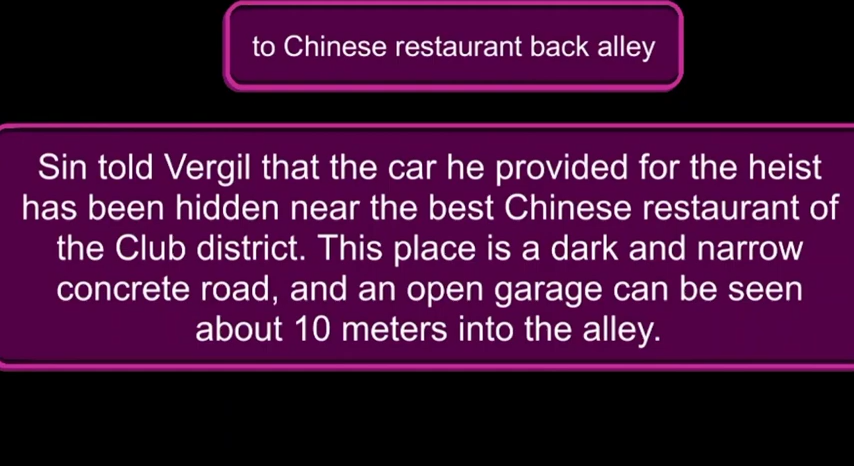 to Chinese restaurant back alley
Sin told Vergil that the car he provided for the heist
has been hidden near the best Chinese restaurant of
the Club district. This place is a dark and narrow
concrete road, and an open garage can be seen
about 10 meters into the alley.